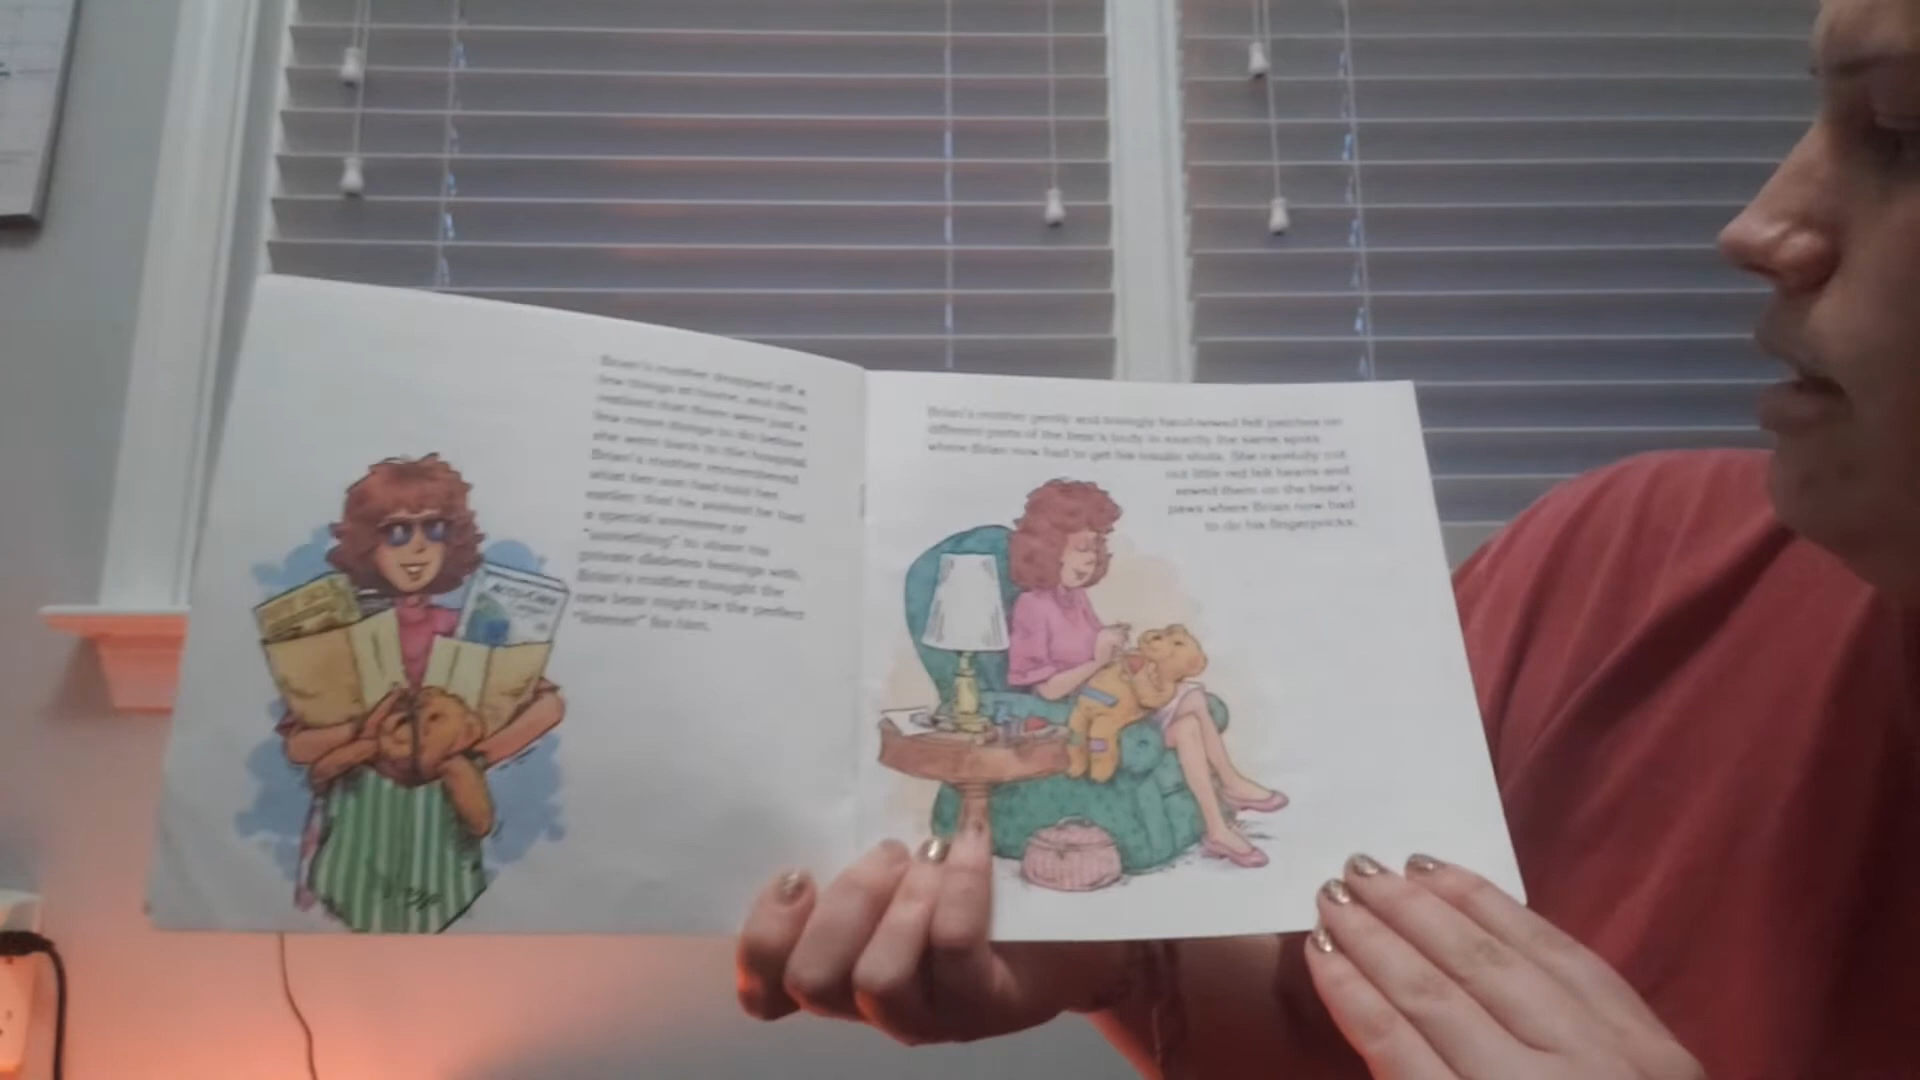 Brian's mother dropped off a
few things at home, and then
realized that there were just a
few more things to do before
she went back to the hospital.
Brian's mother remembered
what her son had told her
earlier: that he wished he had
a special someone or
"something" to share his
private diabetes feelings with.
Brian's mother thought the
new bear might be the perfect
"listener" for him.
Brian's mother gently and lovingly hand-sewed felt patches on
different parts of the bear's body in exactly the same spots
where Brian now had to get his insulin shots. She carefully cut
out little red felt hearts and
sewed them on the bear's
paws where Brian now had
to do his fingerpricks.
ACCU-CHEK